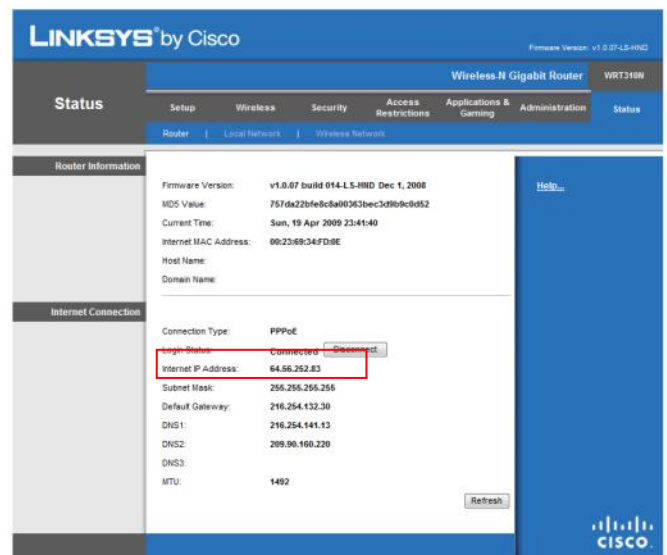 LINKSYS® by Cisco
Firmware Version: v1.0.07-LS-HND
Wireless-N Gigabit Router WRT310N
Status
Setup Wireless Security Access Restrictions Applications & Gaming Administration Status
Router | Local Network | Wireless Network
Router Information
Firmware Version: v1.0.07 build 014-LS-HND Dec 1, 2008
MD5 Value: 757da22bfe8c8a00363bec3d9b9c0d52
Current Time: Sun, 19 Apr 2009 23:41:40
Internet MAC Address: 00:23:69:34:FD:0E
Host Name:
Domain Name:
Help...
Internet Connection
Connection Type: PPPoE
Login Status: Connected Disconnect
Internet IP Address: 64.56.252.83
Subnet Mask: 255.255.255.255
Default Gateway: 216.254.132.30
DNS1: 216.254.141.13
DNS2: 209.90.160.220
DNS3:
MTU: 1492
Refresh
CISCO.